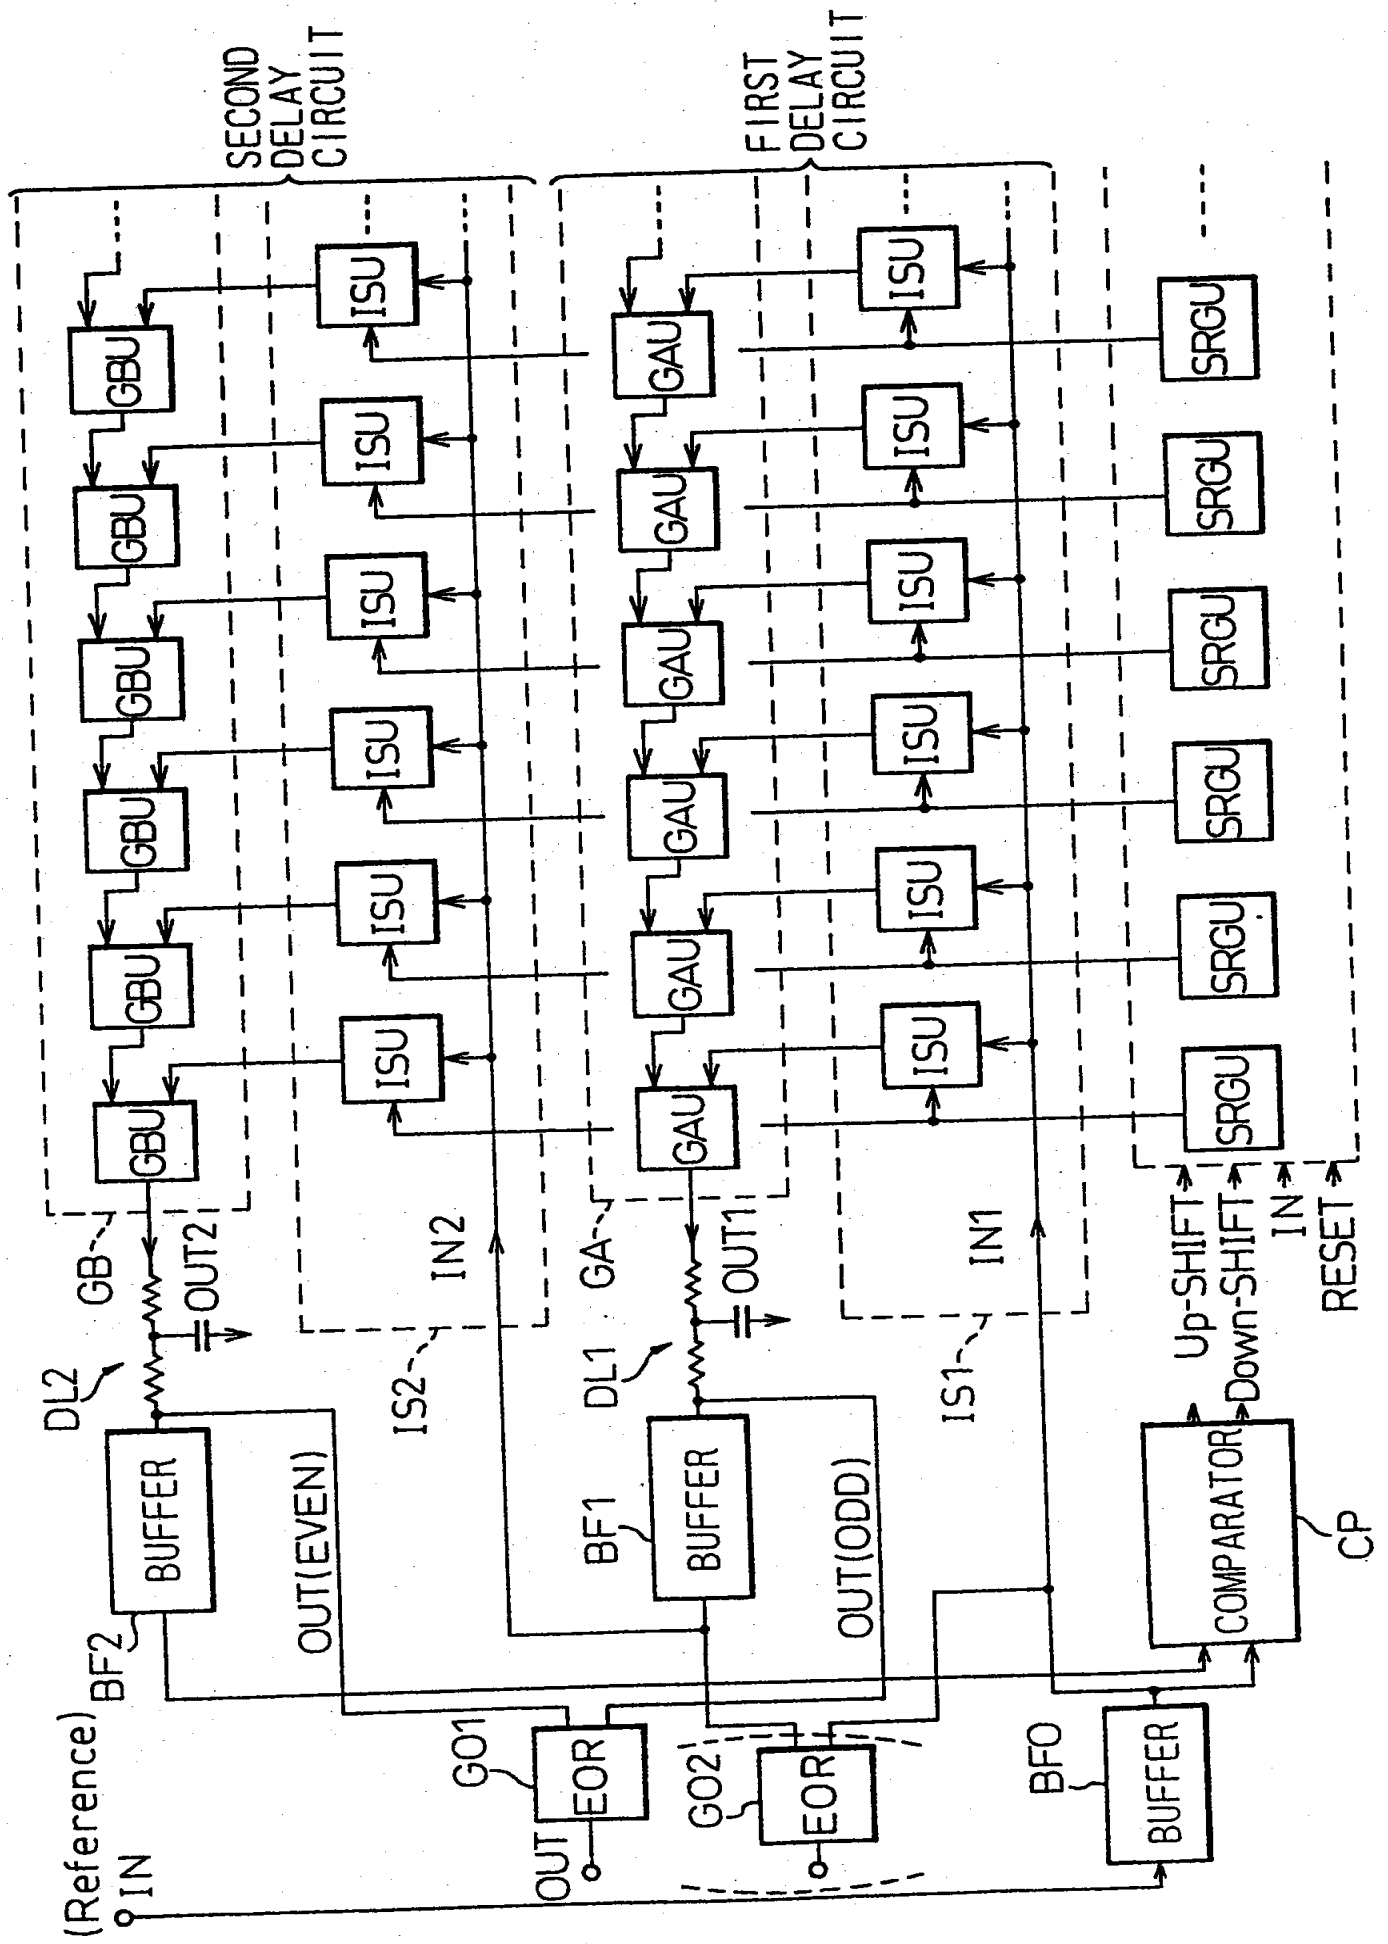 (Reference)
IN
BF2
BUFFER
DL2
GB
OUT2
GBU
GBU
GBU
GBU
GBU
GBU
SECOND
DELAY
CIRCUIT
OUT(EVEN)
IS2
IN2
ISU
ISU
ISU
ISU
ISU
ISU
GO1
EOR
OUT
BF1
BUFFER
DL1
GA
OUT1
GAU
GAU
GAU
GAU
GAU
GAU
FIRST
DELAY
CIRCUIT
GO2
EOR
OUT(ODD)
IS1
IN1
ISU
ISU
ISU
ISU
ISU
ISU
BF0
BUFFER
COMPARATOR
CP
Up-SHIFT
Down-SHIFT
IN
RESET
SRGU
SRGU
SRGU
SRGU
SRGU
SRGU